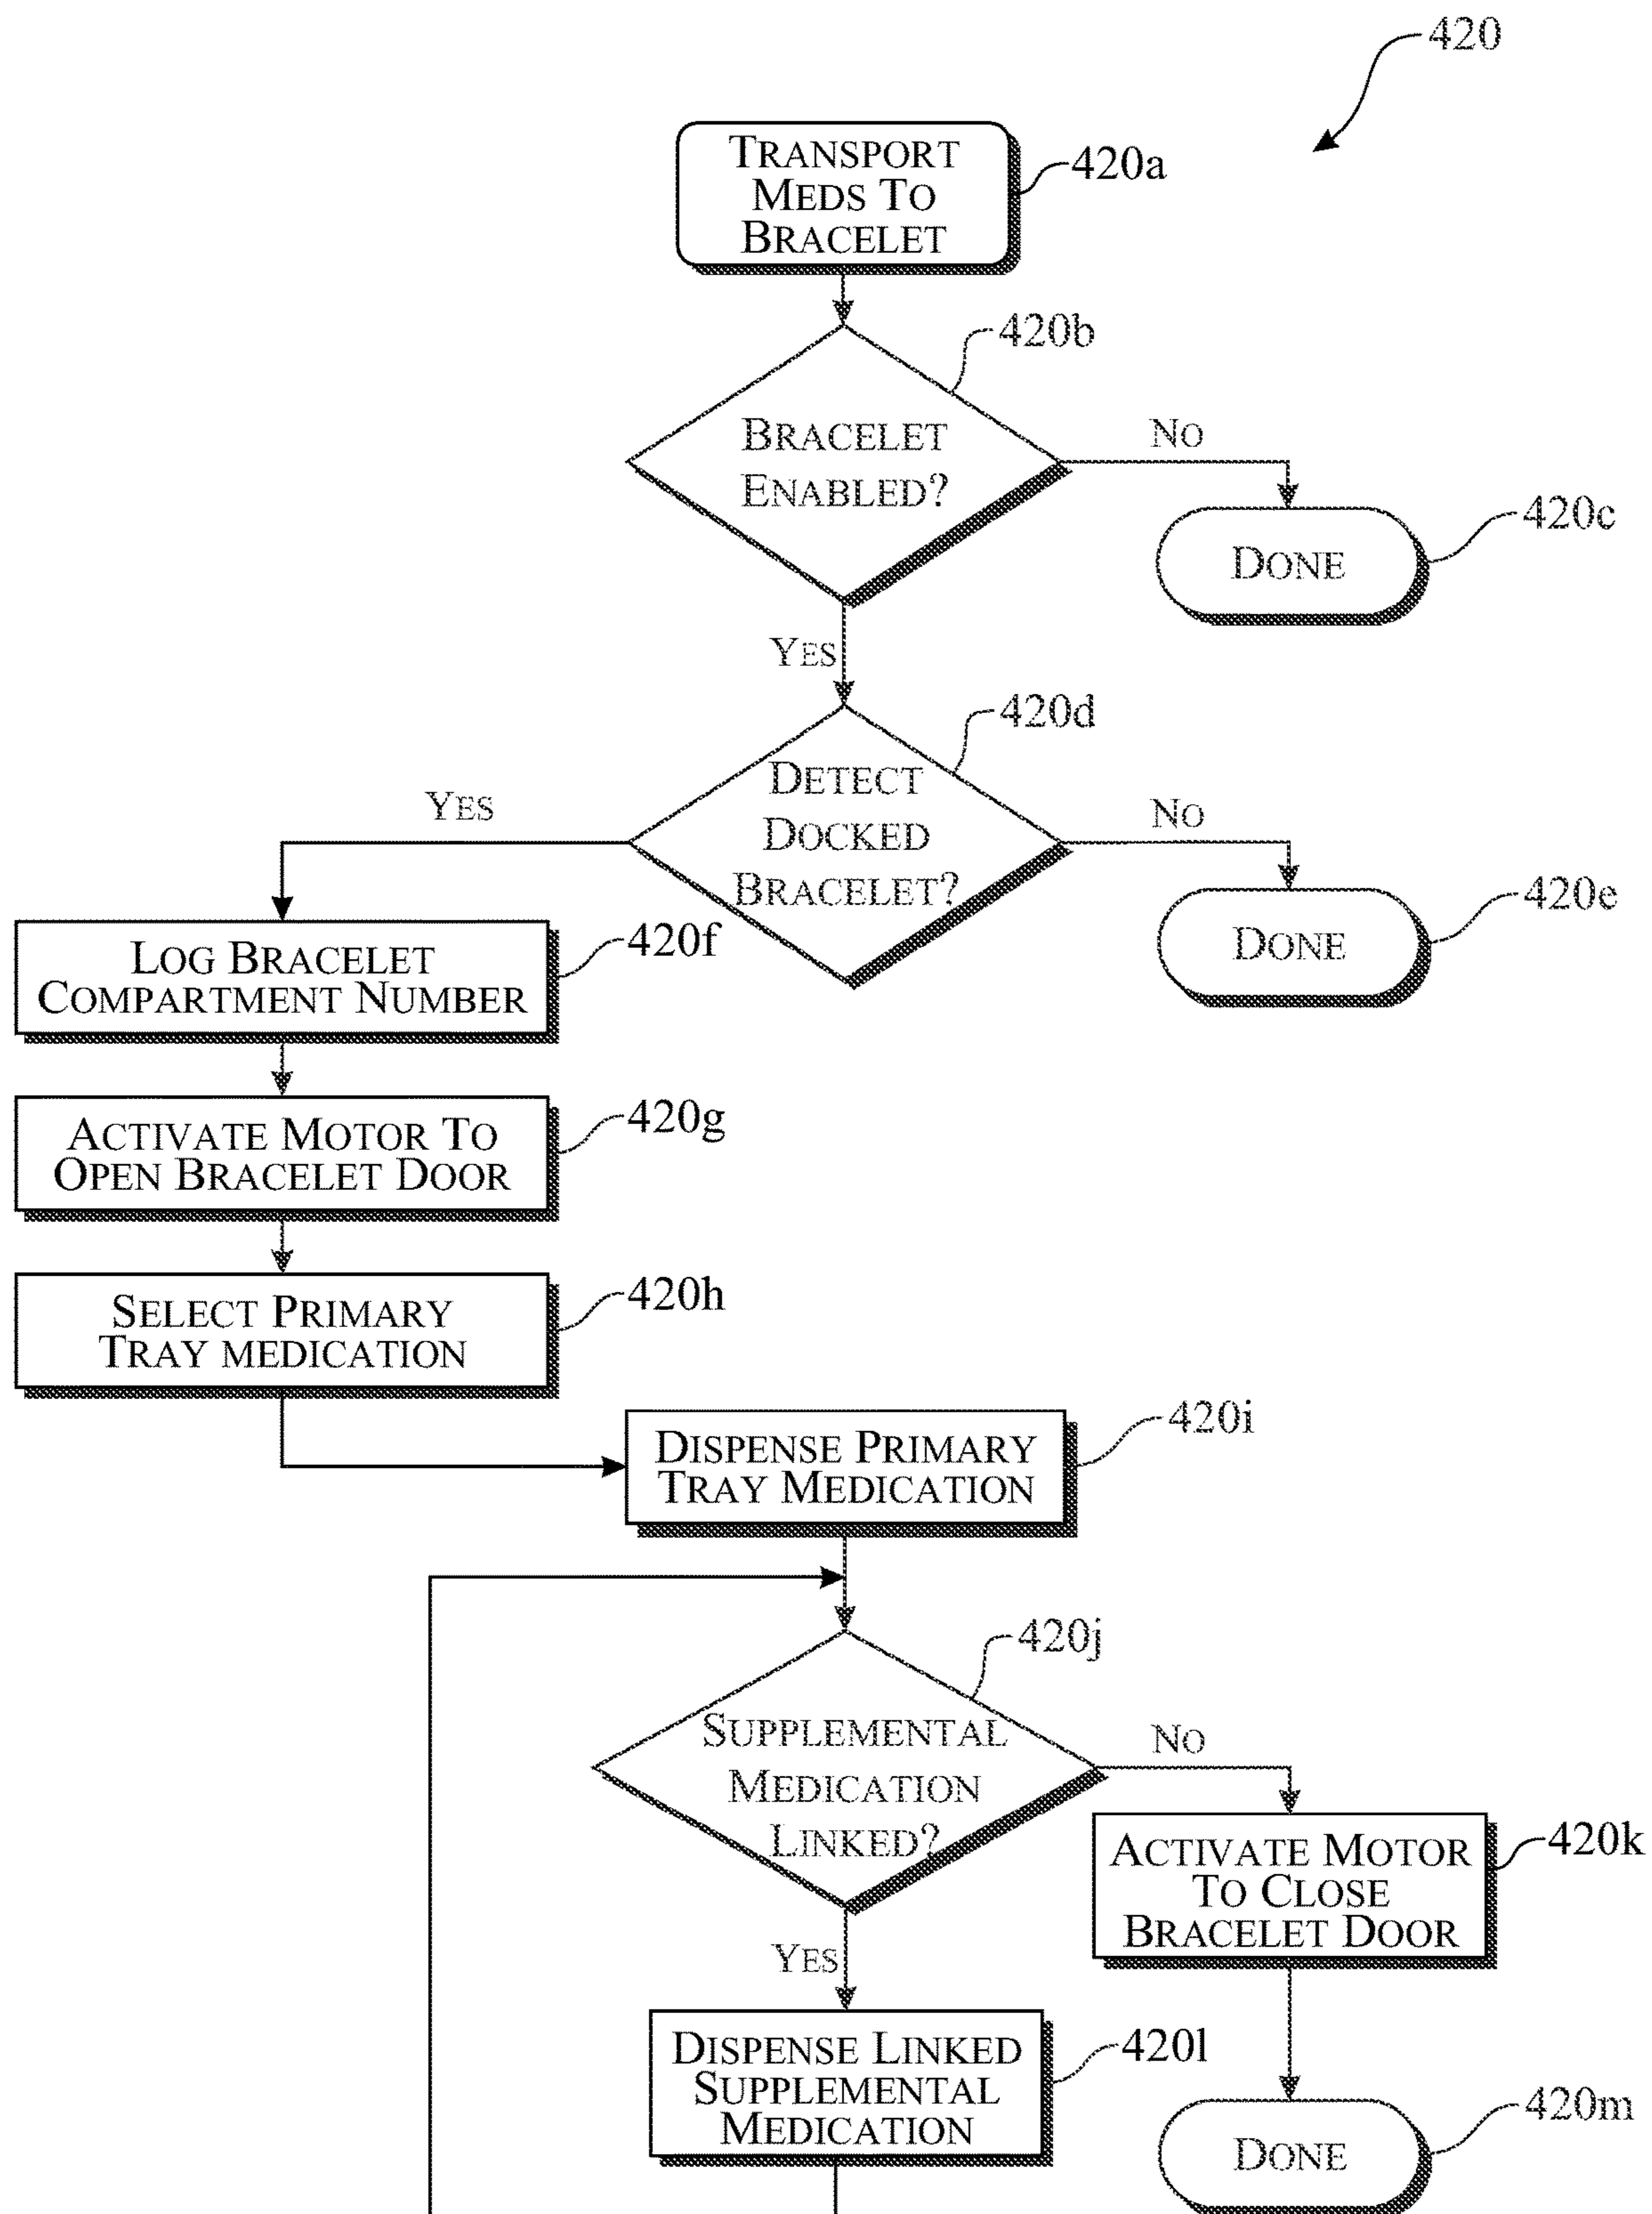 420
TRANSPORT
MEDS TO
BRACELET
420a
420b
BRACELET
ENABLED?
NO
420c
DONE
YES
420d
DETECT
DOCKED
BRACELET?
YES
NO
420e
DONE
LOG BRACELET
COMPARTMENT NUMBER
420f
ACTIVATE MOTOR TO
OPEN BRACELET DOOR
420g
SELECT PRIMARY
TRAY MEDICATION
420h
DISPENSE PRIMARY
TRAY MEDICATION
420i
420j
SUPPLEMENTAL
MEDICATION
LINKED?
NO
ACTIVATE MOTOR
TO CLOSE
BRACELET DOOR
420k
YES
DISPENSE LINKED
SUPPLEMENTAL
MEDICATION
420l
DONE
420m